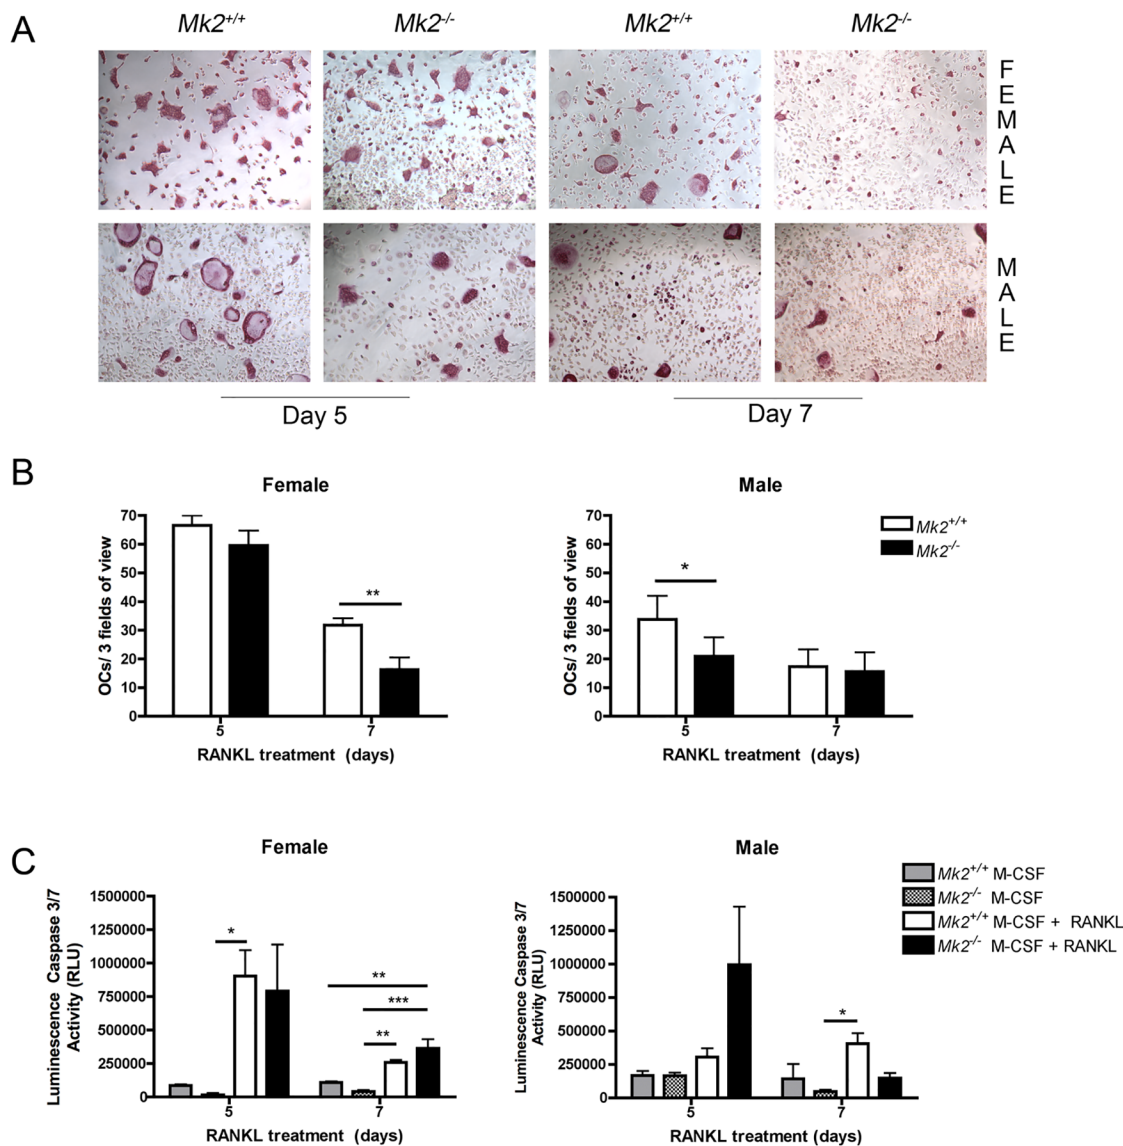 A
Mk2+/+ Mk2-/- Mk2+/+ Mk2-/-
FEMALE
MALE
Day 5 Day 7
B
Female
OCs/ 3 fields of view
70
60
50
40
30
20
10
0
**
5 7
RANKL treatment (days)
Male
OCs/ 3 fields of view
70
60
50
40
30
20
10
0
*
5 7
RANKL treatment (days)
Mk2+/+
Mk2-/-
C
Female
Luminescence Caspase 3/7
Activity (RLU)
1500000
1250000
1000000
750000
500000
250000
0
*
**
***
**
5 7
RANKL treatment (days)
Male
Luminescence Caspase 3/7
Activity (RLU)
1500000
1250000
1000000
750000
500000
250000
0
*
5 7
RANKL treatment (days)
Mk2+/+ M-CSF
Mk2-/- M-CSF
Mk2+/+ M-CSF + RANKL
Mk2-/- M-CSF + RANKL